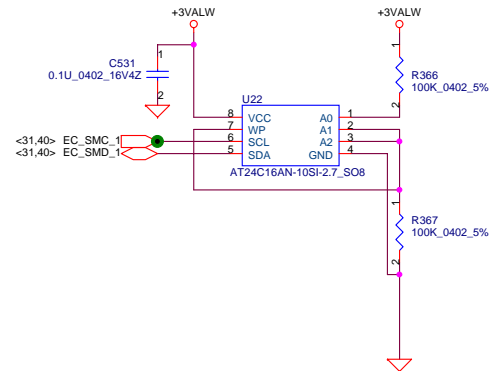 +3VALW
+3VALW
1
C531
0.1U_0402_16V4Z
2
1
R366
100K_0402_5%
2
U22
8 VCC A0 1
7 WP A1 2
<31,40> EC_SMC_1 6 SCL A2 3
<31,40> EC_SMD_1 5 SDA GND 4
AT24C16AN-10SI-2.7_SO8
1
R367
100K_0402_5%
2